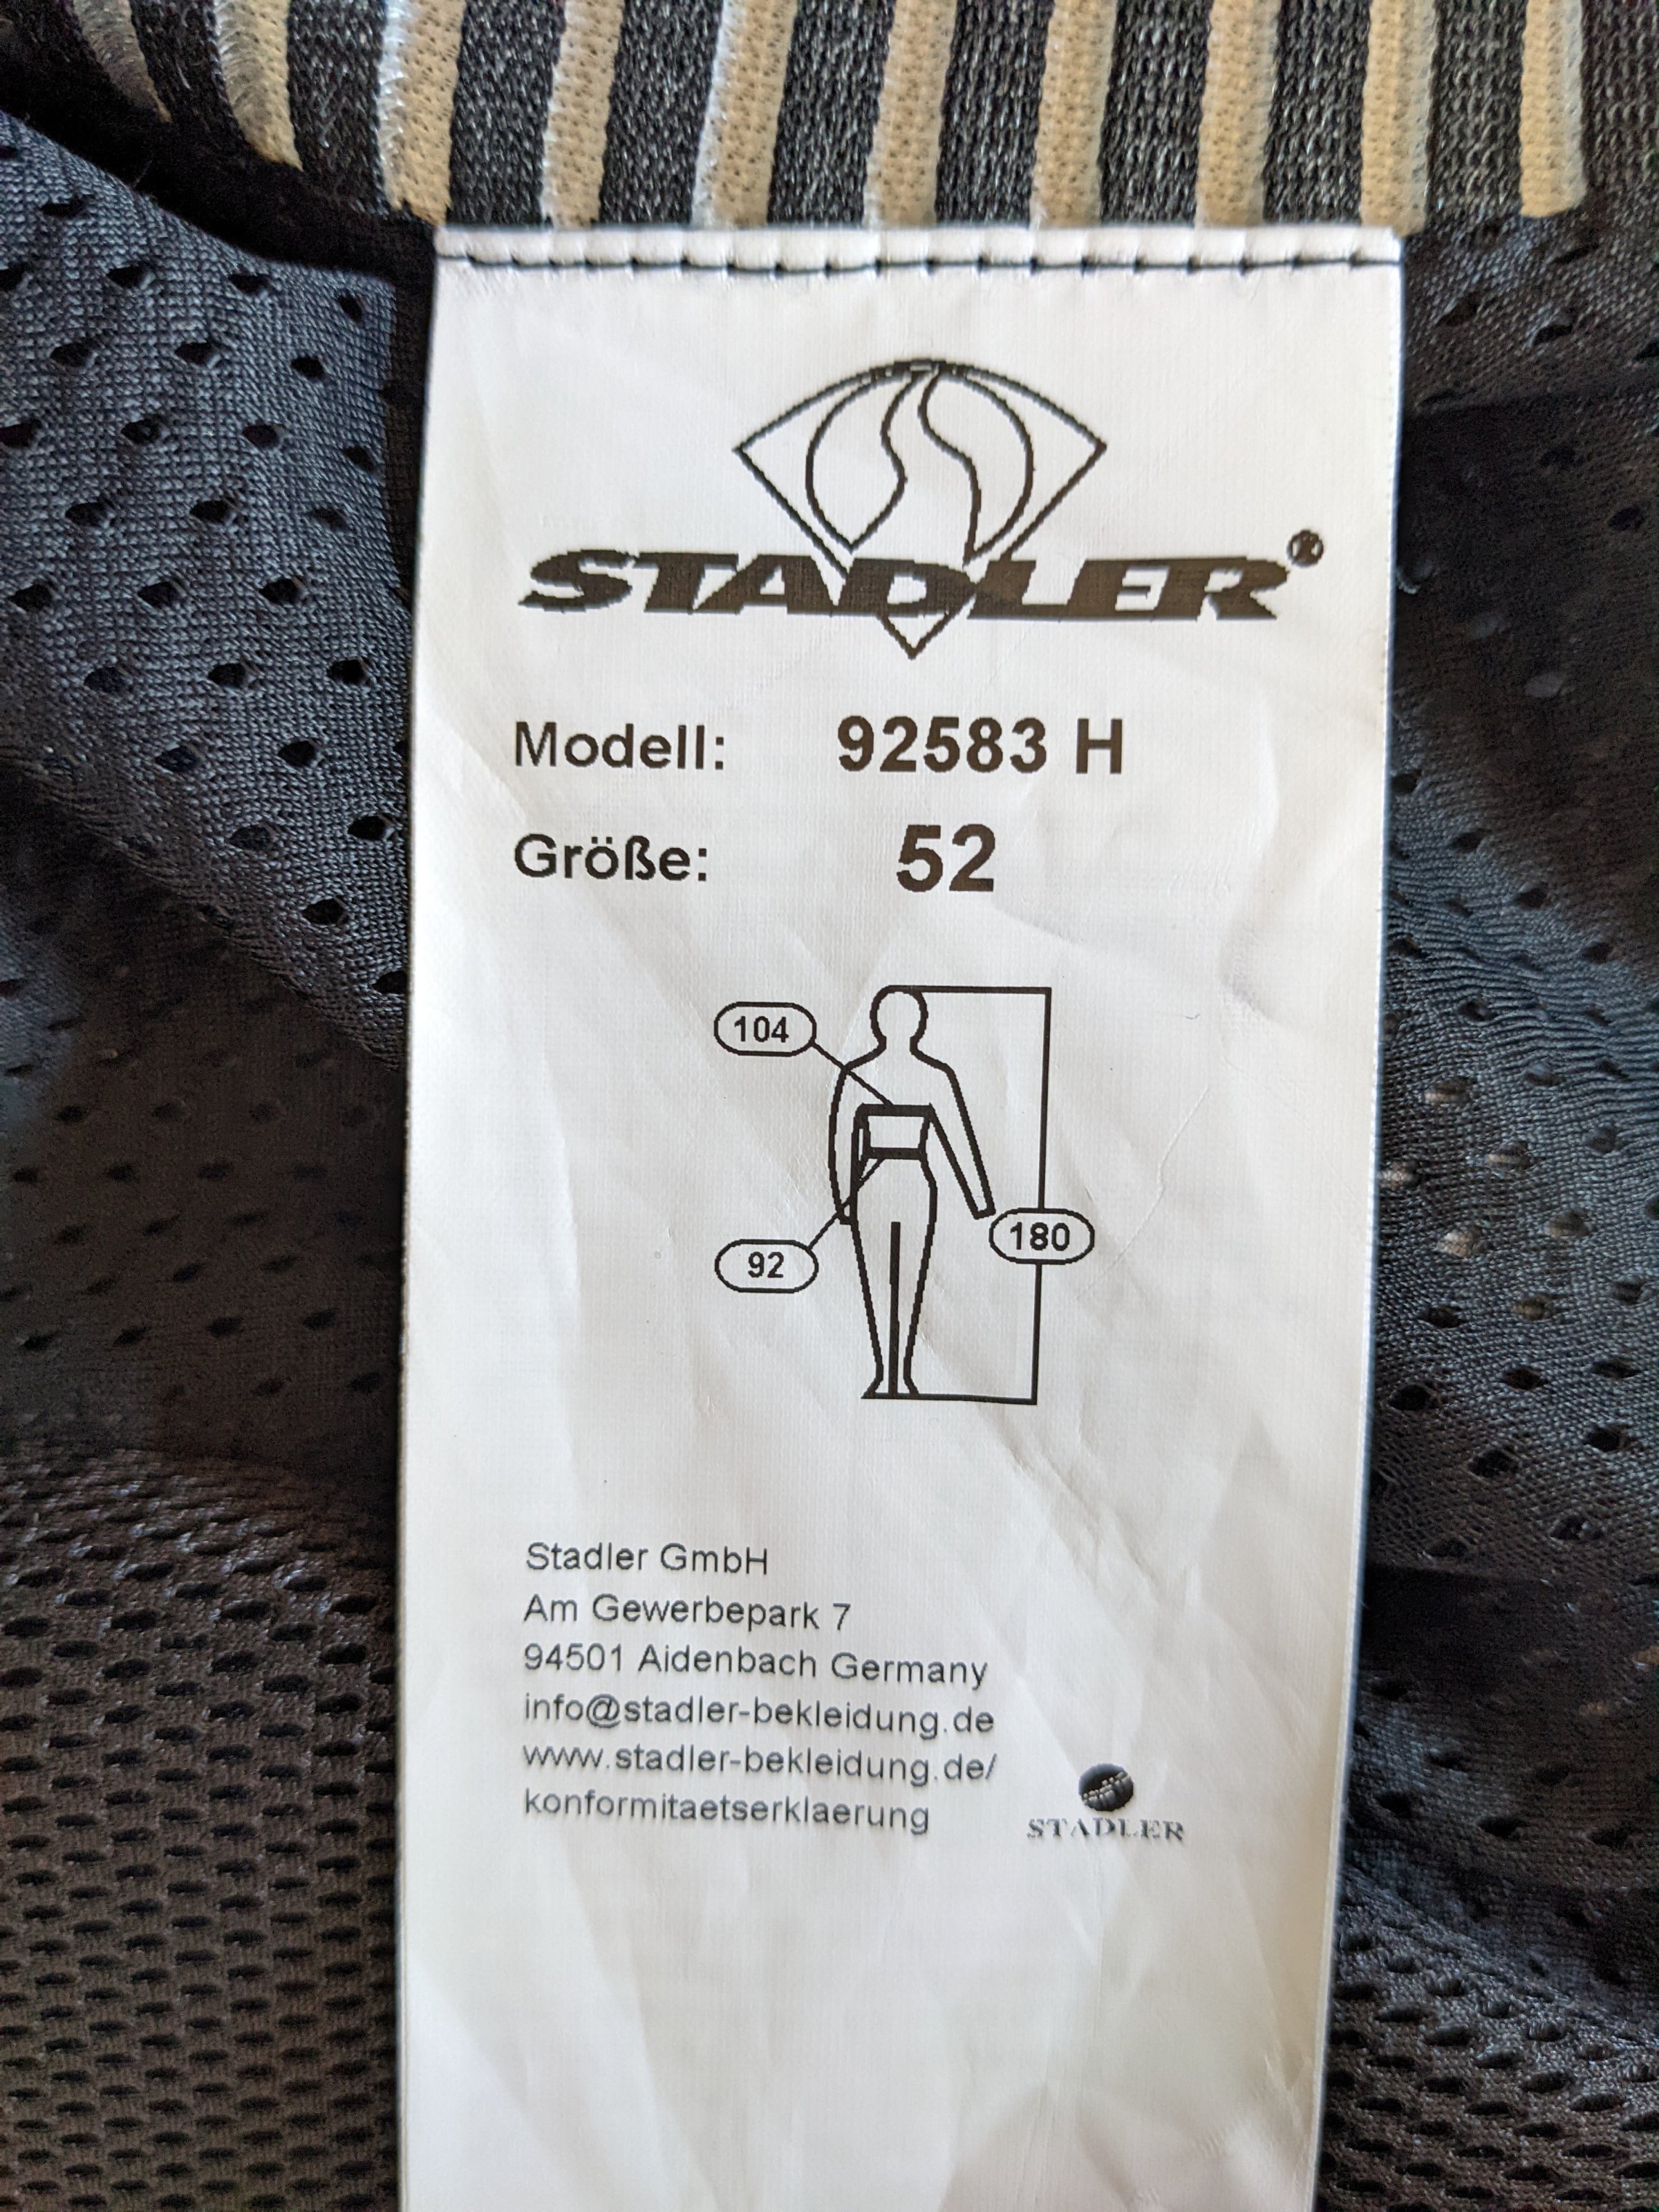 STADLER®
Modell: 92583 H
Größe: 52
104
92
180
Stadler GmbH
Am Gewerbepark 7
94501 Aidenbach Germany
info@stadler-bekleidung.de
www.stadler-bekleidung.de/
konformitaetserklaerung
STADLER